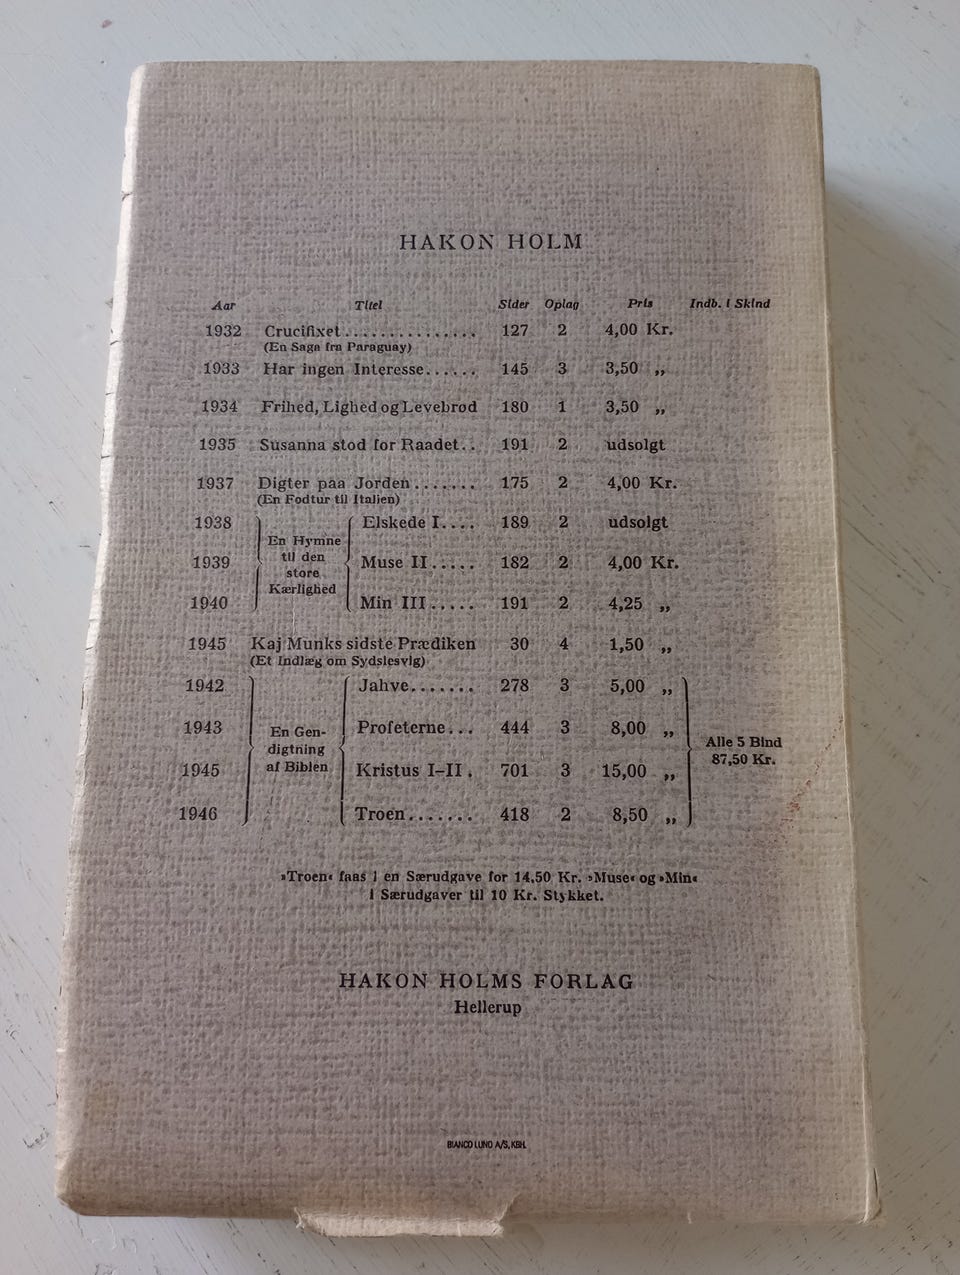 HAKON HOLM
Aar Titel Sider Oplag Pris Indb. i Skind
1932 Crucifixet............... 127 2 4,00 Kr.
(En Saga fra Paraguay)
1933 Har ingen Interesse...... 145 3 3,50 „
1934 Frihed, Lighed og Levebrød 180 1 3,50 „
1935 Susanna stod for Raadet.. 191 2 udsolgt
1937 Digter paa Jorden....... 175 2 4,00 Kr.
(En Fodtur til Italien)
1938 Elskede I.... 189 2 udsolgt
En Hymne
til den
store
Kærlighed
1939 Muse II..... 182 2 4,00 Kr.
1940 Min III..... 191 2 4,25 „
1945 Kaj Munks sidste Prædiken 30 4 1,50 „
(Et Indlæg om Sydslesvig)
1942 Jahve....... 278 3 5,00 „
1943 Profeterne... 444 3 8,00 „
En Gen-
digtning
af Biblen
Alle 5 Bind
87,50 Kr.
1945 Kristus I-II. 701 3 15,00 „
1946 Troen....... 418 2 8,50 „
»Troen« faas i en Særudgave for 14,50 Kr. »Muse« og »Min«
i Særudgaver til 10 Kr. Stykket.
HAKON HOLMS FORLAG
Hellerup
BIANCO LUNO A/S, KBH.